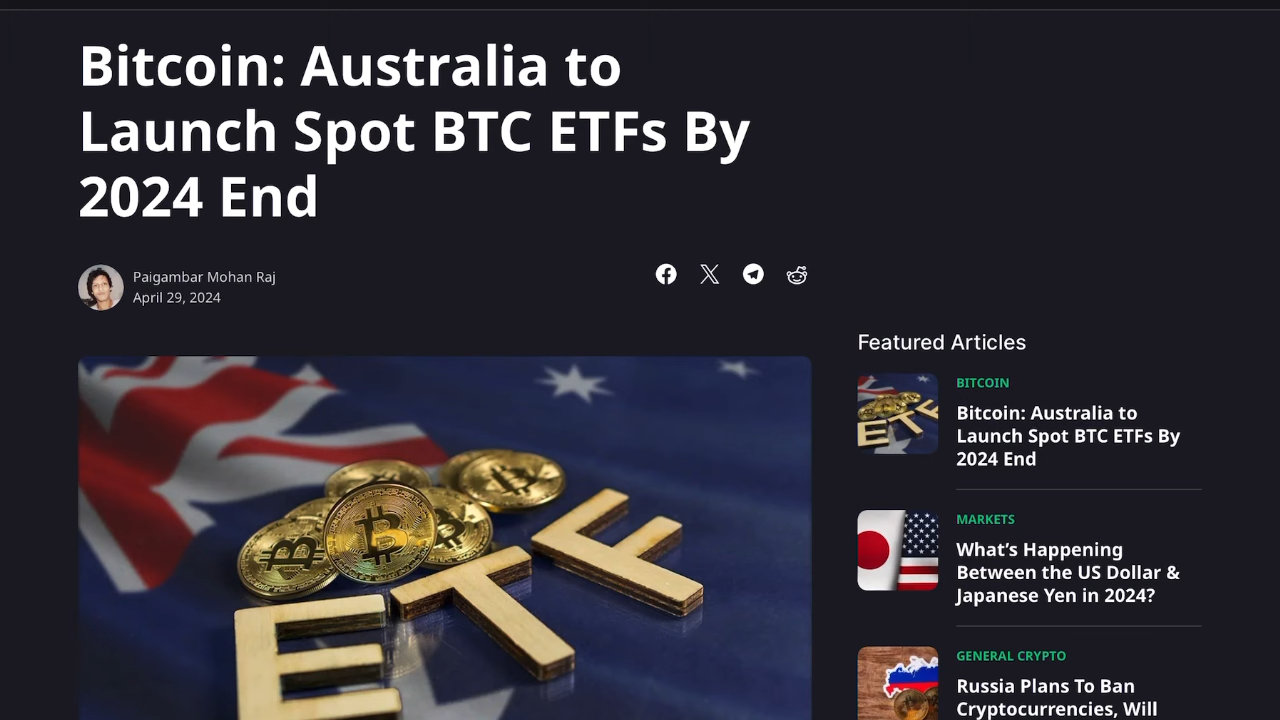 Bitcoin: Australia to
Launch Spot BTC ETFs By
2024 End
Paigambar Mohan Raj
April 29, 2024
ETF
Featured Articles
BITCOIN
Bitcoin: Australia to
Launch Spot BTC ETFs By
2024 End
MARKETS
What’s Happening
Between the US Dollar &
Japanese Yen in 2024?
GENERAL CRYPTO
Russia Plans To Ban
Cryptocurrencies, Will